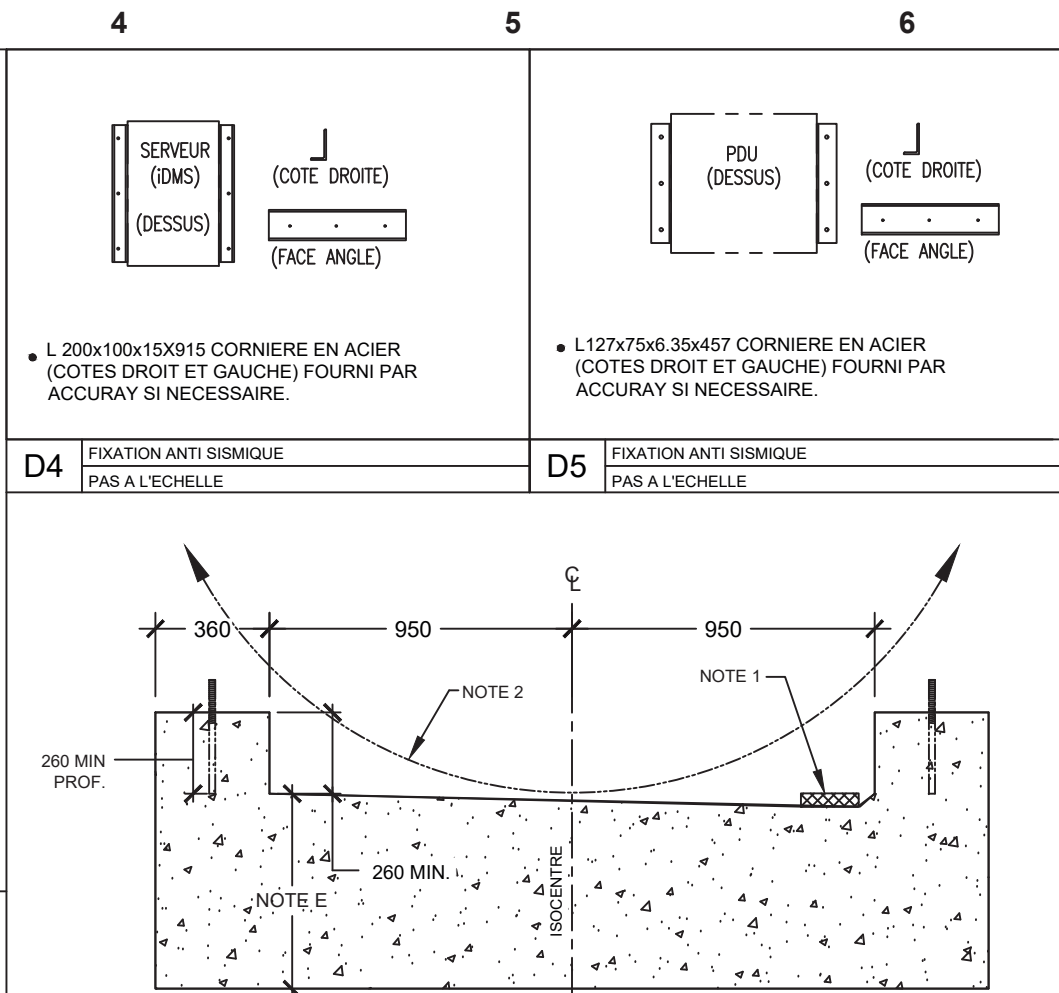 4
5
6
SERVEUR
(iDMS)
(DESSUS)
(COTE DROITE)
(FACE ANGLE)
• L 200x100x15X915 CORNIERE EN ACIER
(COTES DROIT ET GAUCHE) FOURNI PAR
ACCURAY SI NECESSAIRE.
PDU
(DESSUS)
(COTE DROITE)
(FACE ANGLE)
• L127x75x6.35x457 CORNIERE EN ACIER
(COTES DROIT ET GAUCHE) FOURNI PAR
ACCURAY SI NECESSAIRE.
D4
FIXATION ANTI SISMIQUE
PAS A L'ECHELLE
D5
FIXATION ANTI SISMIQUE
PAS A L'ECHELLE
CL
360
950
950
NOTE 2
NOTE 1
260 MIN
PROF.
260 MIN.
NOTE E
ISOCENTRE